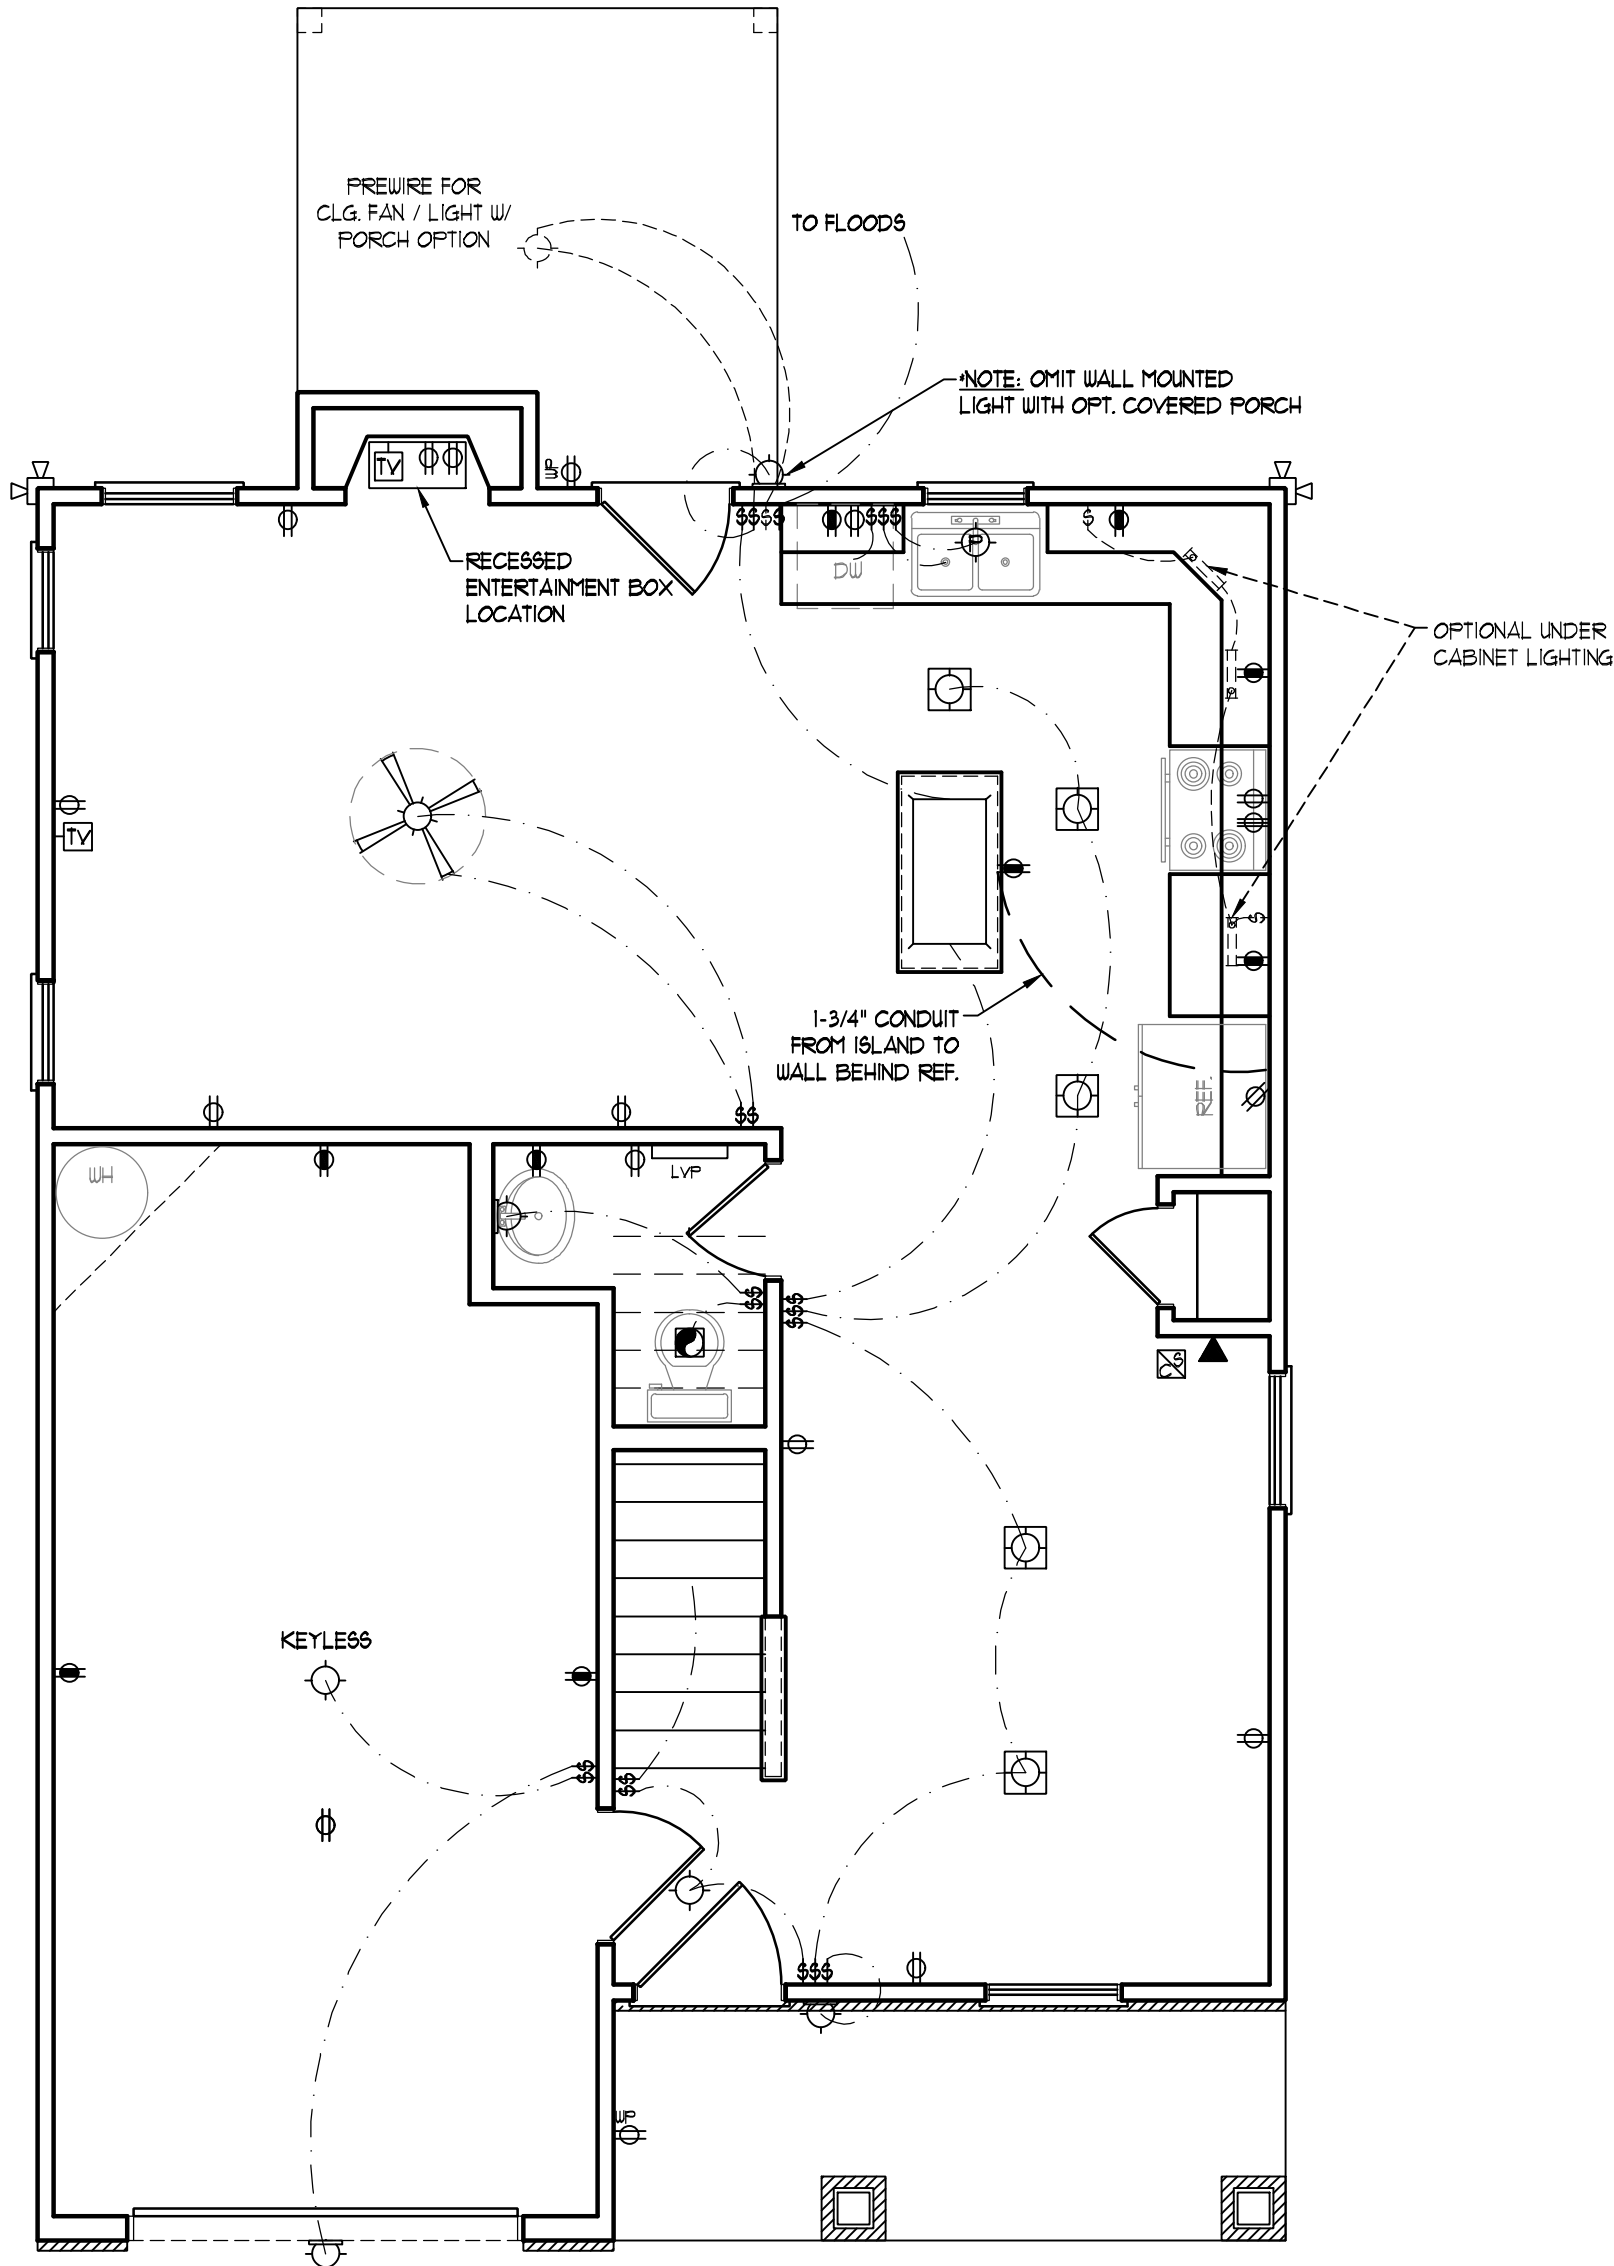 PREWIRE FOR
CLG. FAN / LIGHT W/
PORCH OPTION
TO FLOODS
*NOTE: OMIT WALL MOUNTED
LIGHT WITH OPT. COVERED PORCH
TV
WP
$$$$
$$$
$
P
DW
RECESSED
ENTERTAINMENT BOX
LOCATION
OPTIONAL UNDER
CABINET LIGHTING
TV
$
1-3/4" CONDUIT
FROM ISLAND TO
WALL BEHIND REF.
REF.
$$
WH
LVP
$$
$$$
C/S
KEYLESS
$$
$$
$$$
WP